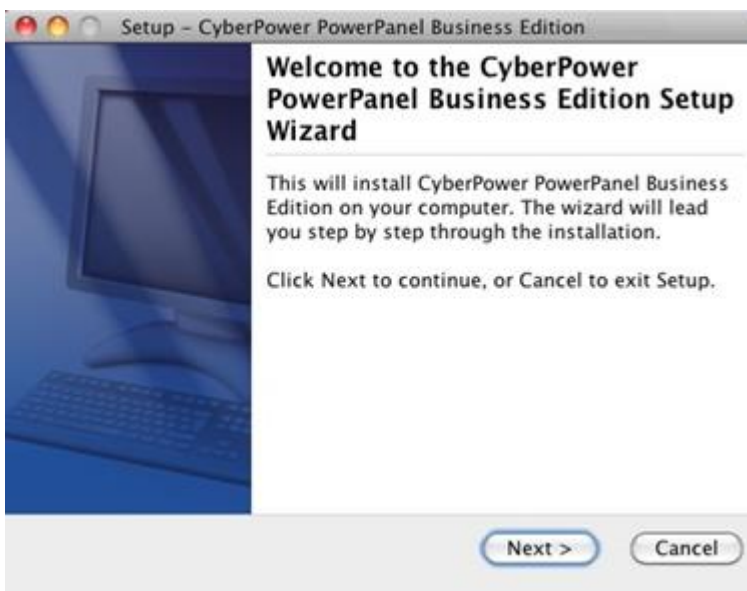 Setup – CyberPower PowerPanel Business Edition
Welcome to the CyberPower
PowerPanel Business Edition Setup
Wizard
This will install CyberPower PowerPanel Business
Edition on your computer. The wizard will lead
you step by step through the installation.
Click Next to continue, or Cancel to exit Setup.
Next >
Cancel